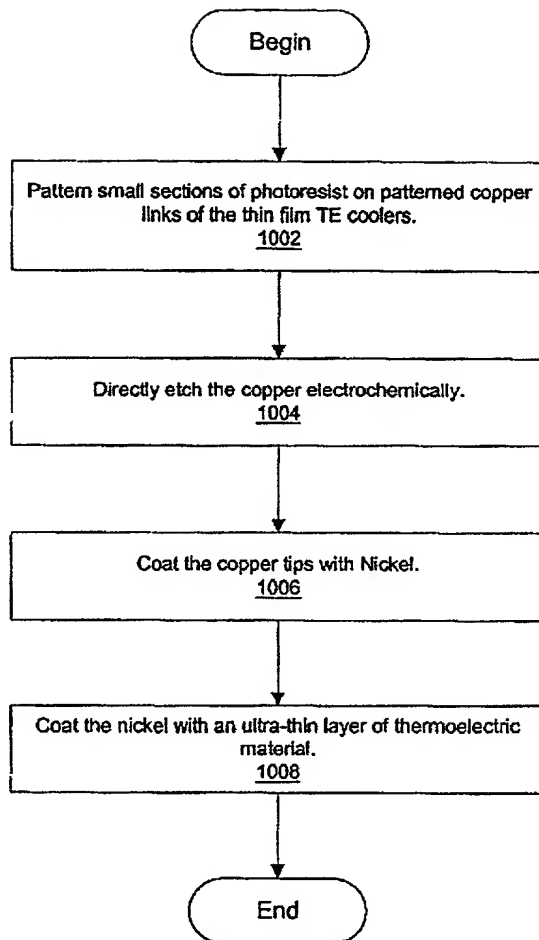 Begin
Pattern small sections of photoresist on patterned copper
links of the thin film TE coolers.
1002
Directly etch the copper electrochemically.
1004
Coat the copper tips with Nickel.
1006
Coat the nickel with an ultra-thin layer of thermoelectric
material.
1008
End